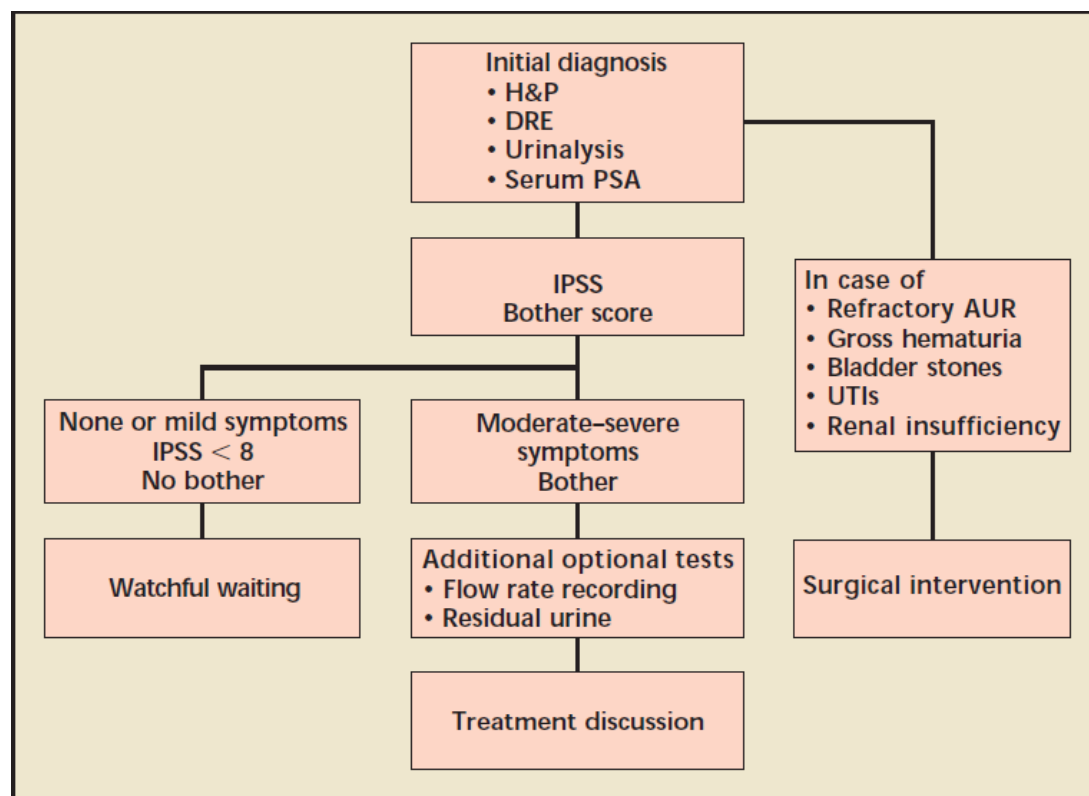 Initial diagnosis
• H&P
• DRE
• Urinalysis
• Serum PSA
IPSS
Bother score
In case of
• Refractory AUR
• Gross hematuria
• Bladder stones
• UTIs
• Renal insufficiency
None or mild symptoms
IPSS < 8
No bother
Moderate–severe
symptoms
Bother
Watchful waiting
Additional optional tests
• Flow rate recording
• Residual urine
Surgical intervention
Treatment discussion